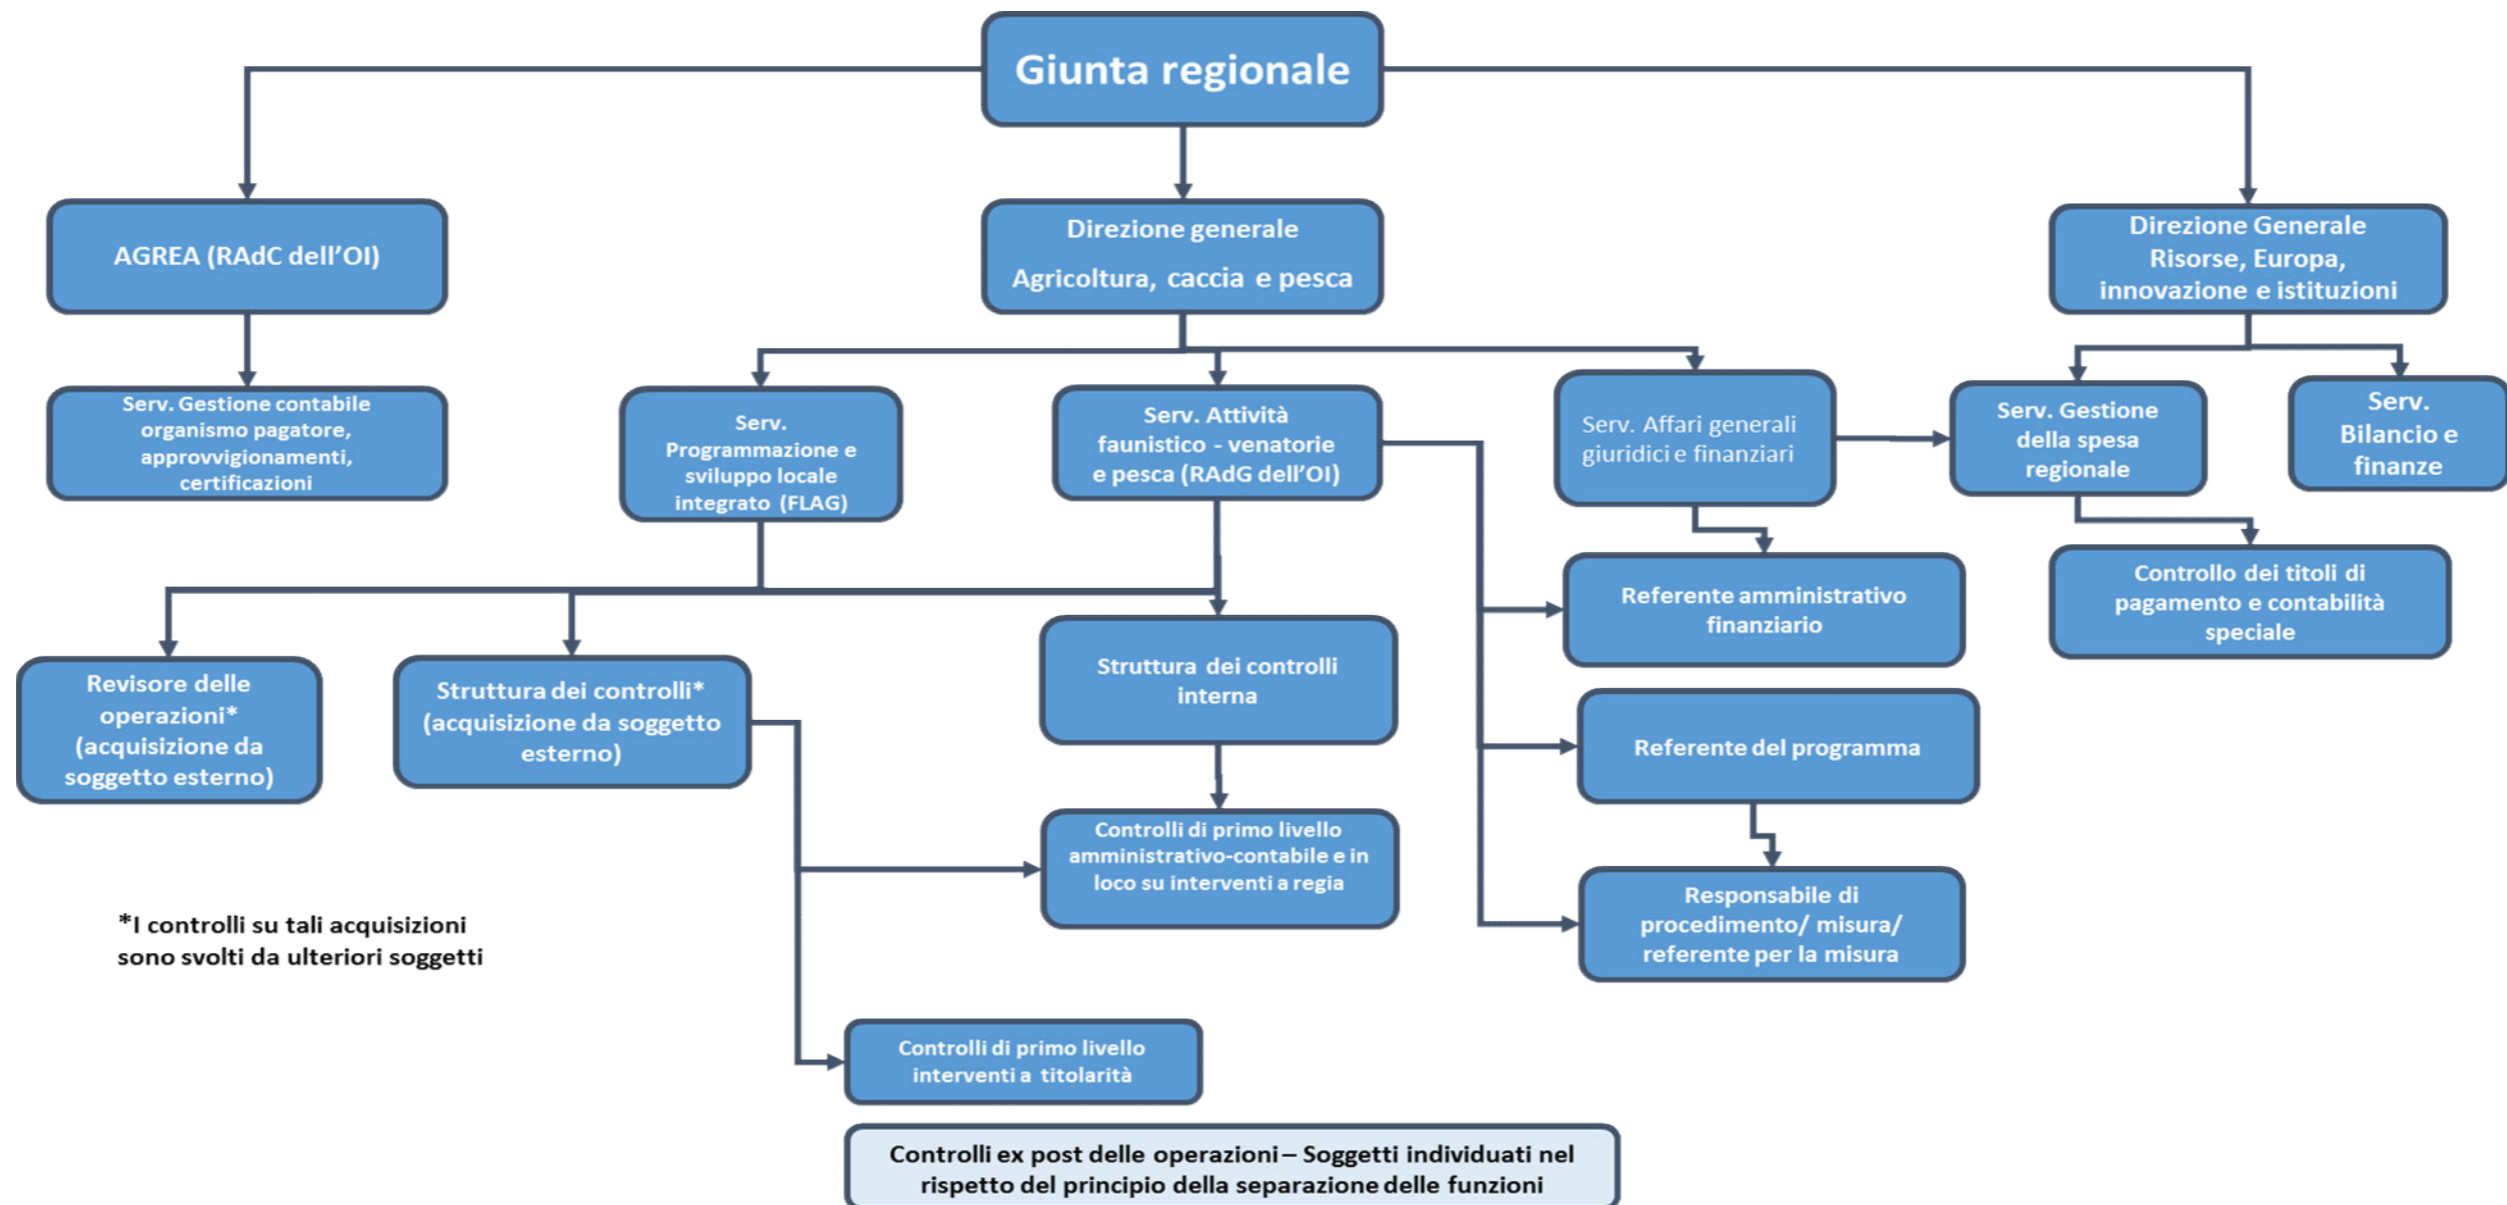 Giunta regionale
AGREA (RAdC dell’OI)
Direzione generale
Agricoltura, caccia e pesca
Direzione Generale
Risorse, Europa,
innovazione e istituzioni
Serv. Gestione contabile
organismo pagatore,
approvvigionamenti,
certificazioni
Serv.
Programmazione e
sviluppo locale
integrato (FLAG)
Serv. Attività
faunistico - venatorie
e pesca (RAdG dell’OI)
Serv. Affari generali
giuridici e finanziari
Serv. Gestione
della spesa
regionale
Serv.
Bilancio e
finanze
Referente amministrativo
finanziario
Controllo dei titoli di
pagamento e contabilità
speciale
Revisore delle
operazioni*
(acquisizione da
soggetto esterno)
Struttura dei controlli*
(acquisizione da soggetto
esterno)
Struttura dei controlli
interna
Referente del programma
Controlli di primo livello
amministrativo-contabile e in
loco su interventi a regia
Responsabile di
procedimento/ misura/
referente per la misura
*I controlli su tali acquisizioni
sono svolti da ulteriori soggetti
Controlli di primo livello
interventi a titolarità
Controlli ex post delle operazioni – Soggetti individuati nel
rispetto del principio della separazione delle funzioni